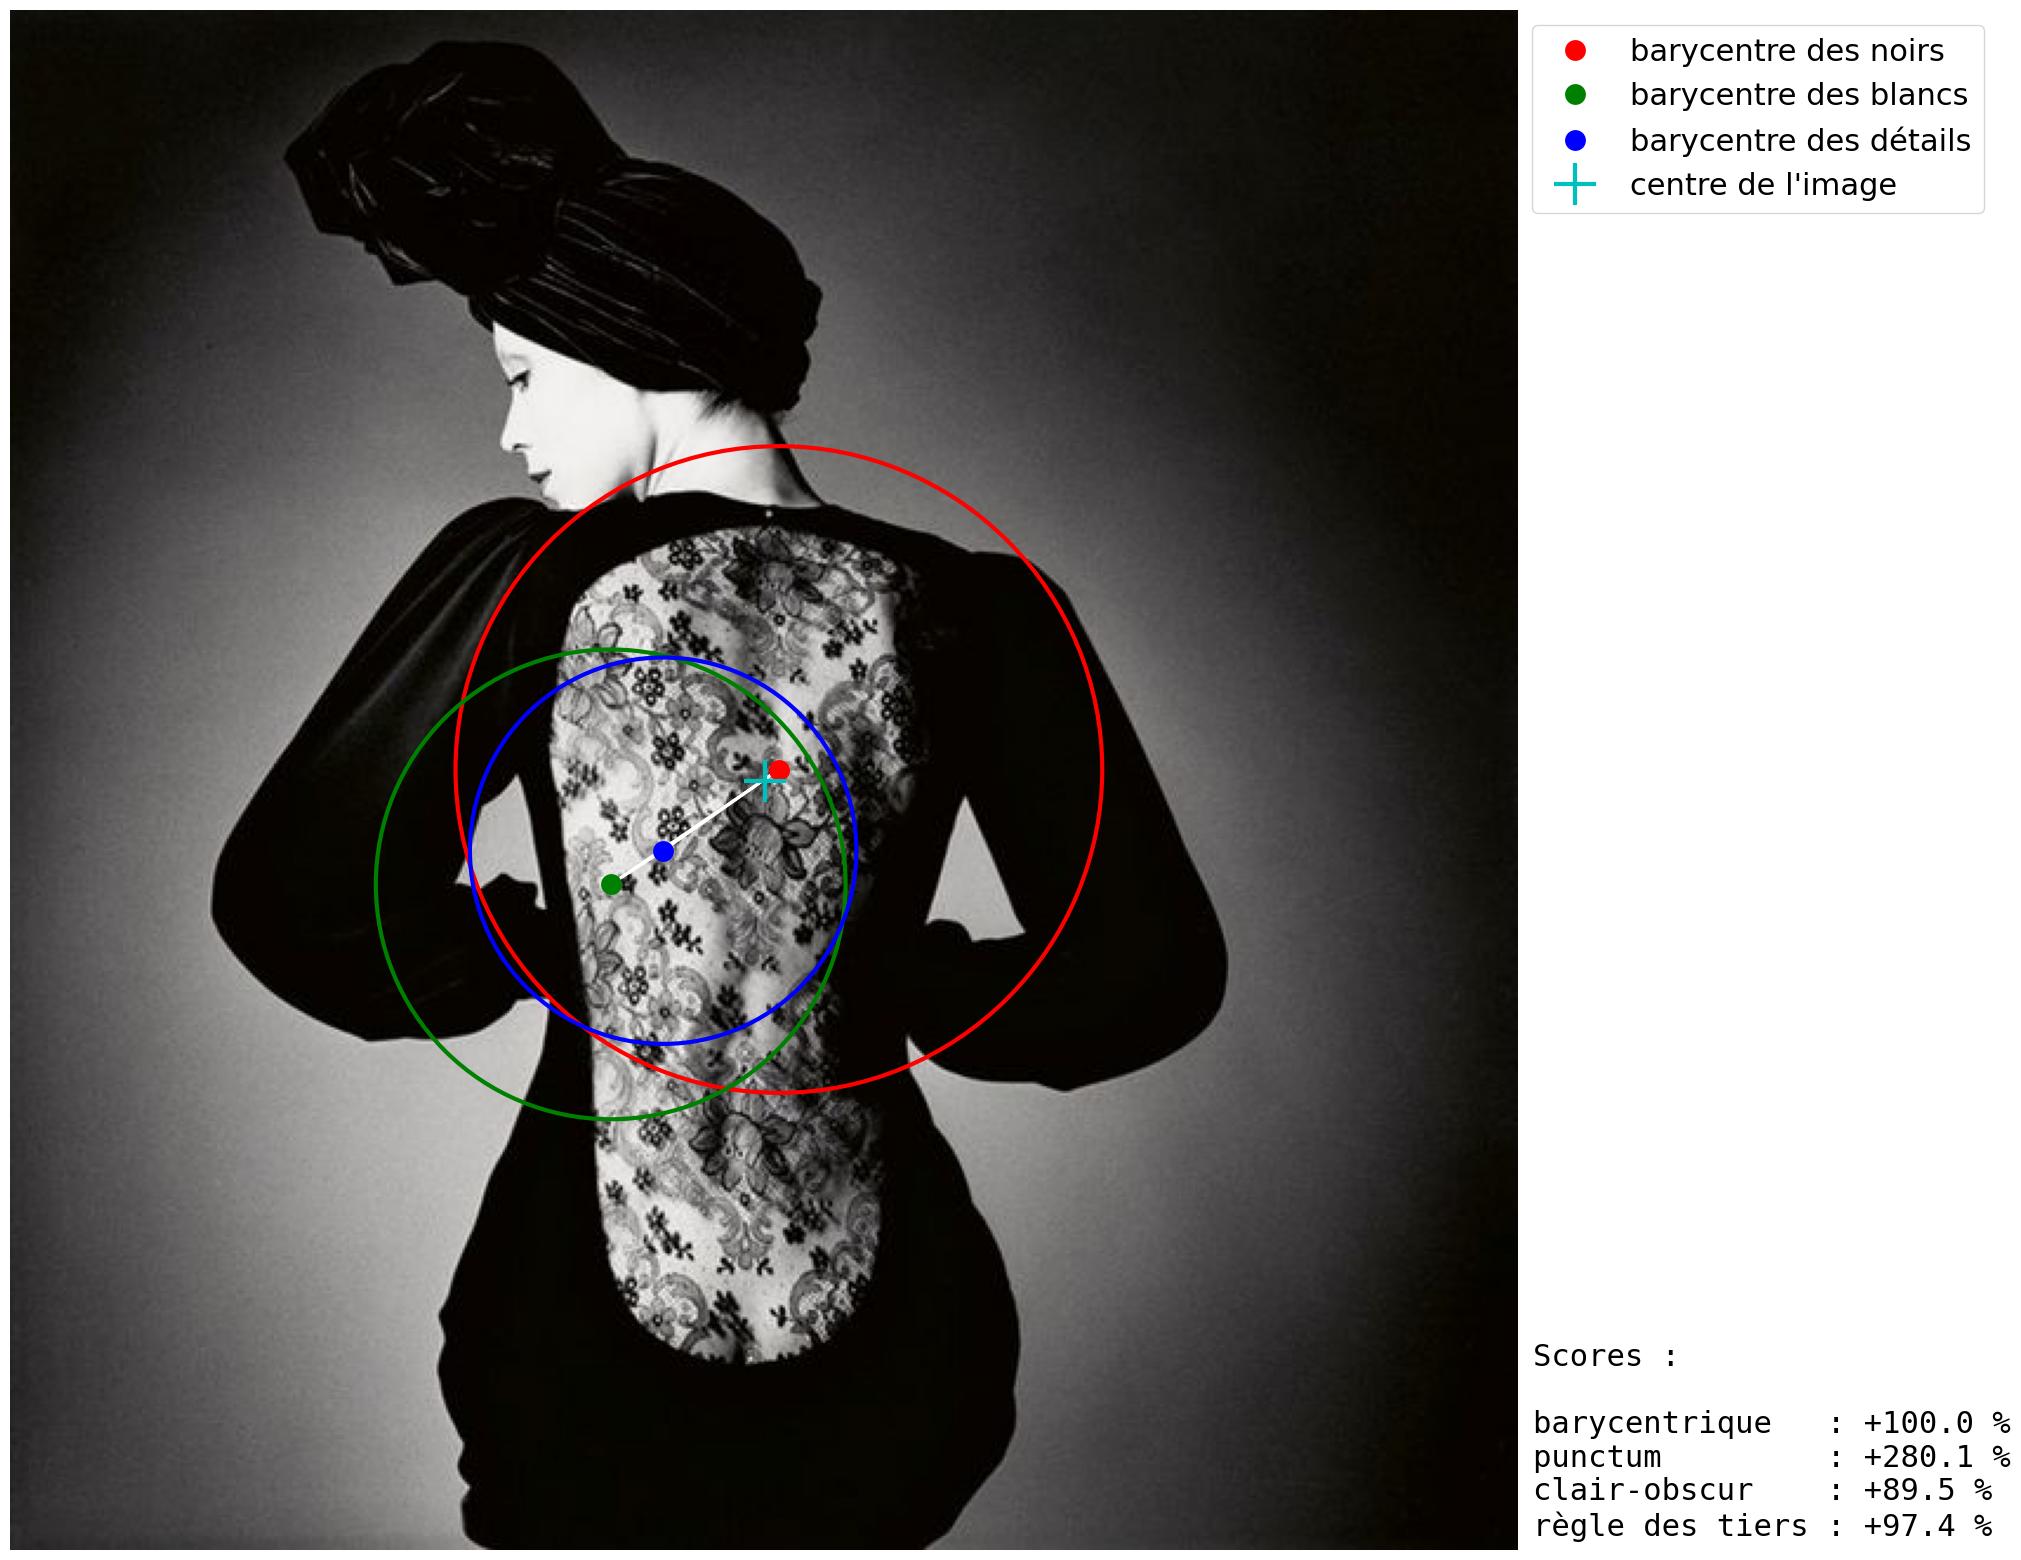 barycentre des noirs
barycentre des blancs
barycentre des détails
centre de l'image
Scores :
barycentrique   : +100.0 %
punctum         : +280.1 %
clair-obscur    : +89.5 %
règle des tiers : +97.4 %